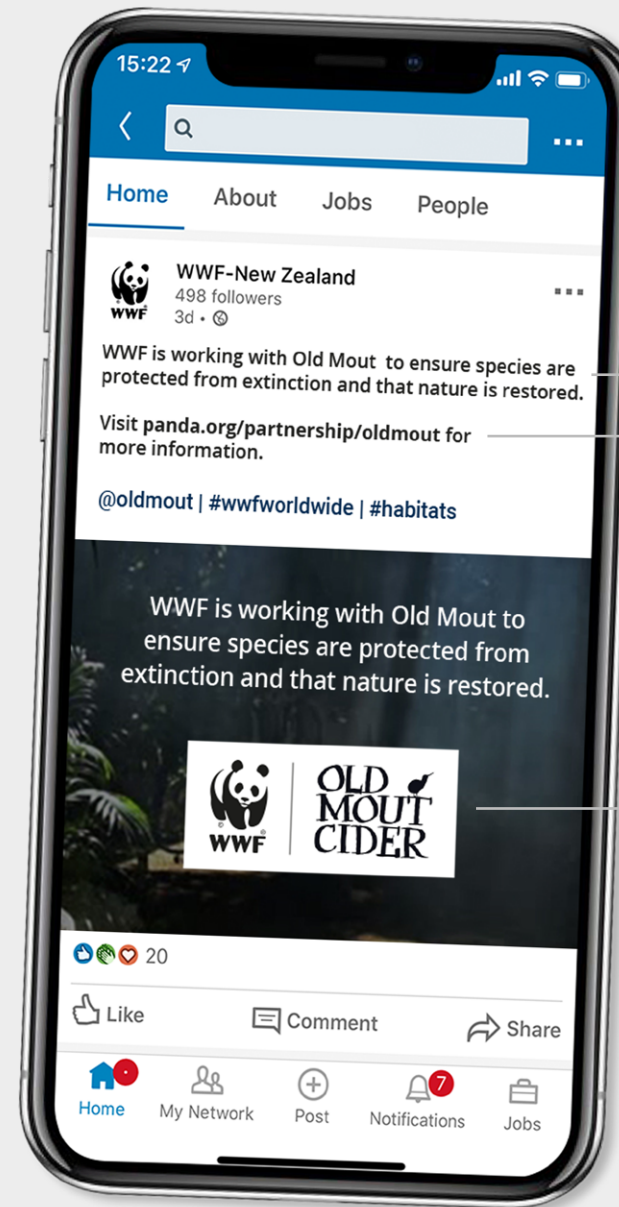 15:22
Home About Jobs People
WWF
WWF-New Zealand
498 followers
3d •
WWF is working with Old Mout to ensure species are
protected from extinction and that nature is restored.
Visit panda.org/partnership/oldmout for
more information.
@oldmout | #wwfworldwide | #habitats
WWF is working with Old Mout to
ensure species are protected from
extinction and that nature is restored.
WWF
OLD
MOUT
CIDER
20
Like Comment Share
7
Home My Network Post Notifications Jobs